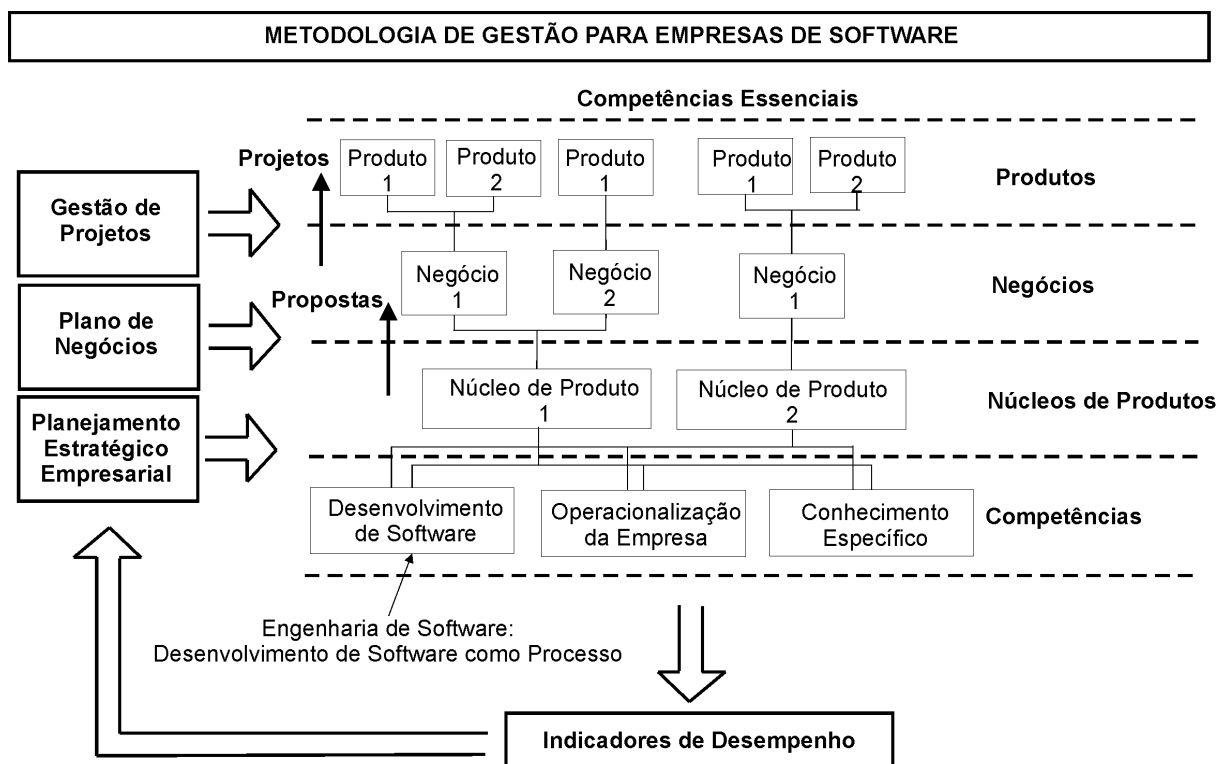 METODOLOGIA DE GESTÃO PARA EMPRESAS DE SOFTWARE
Competências Essenciais
Projetos
Produto
1
Produto
2
Produto
1
Produto
1
Produto
2
Produtos
Gestão de
Projetos
Negócio
1
Negócio
2
Negócio
1
Negócios
Propostas
Plano de
Negócios
Núcleo de Produto
1
Núcleo de Produto
2
Núcleos de Produtos
Planejamento
Estratégico
Empresarial
Desenvolvimento
de Software
Operacionalização
da Empresa
Conhecimento
Específico
Competências
Engenharia de Software:
Desenvolvimento de Software como Processo
Indicadores de Desempenho